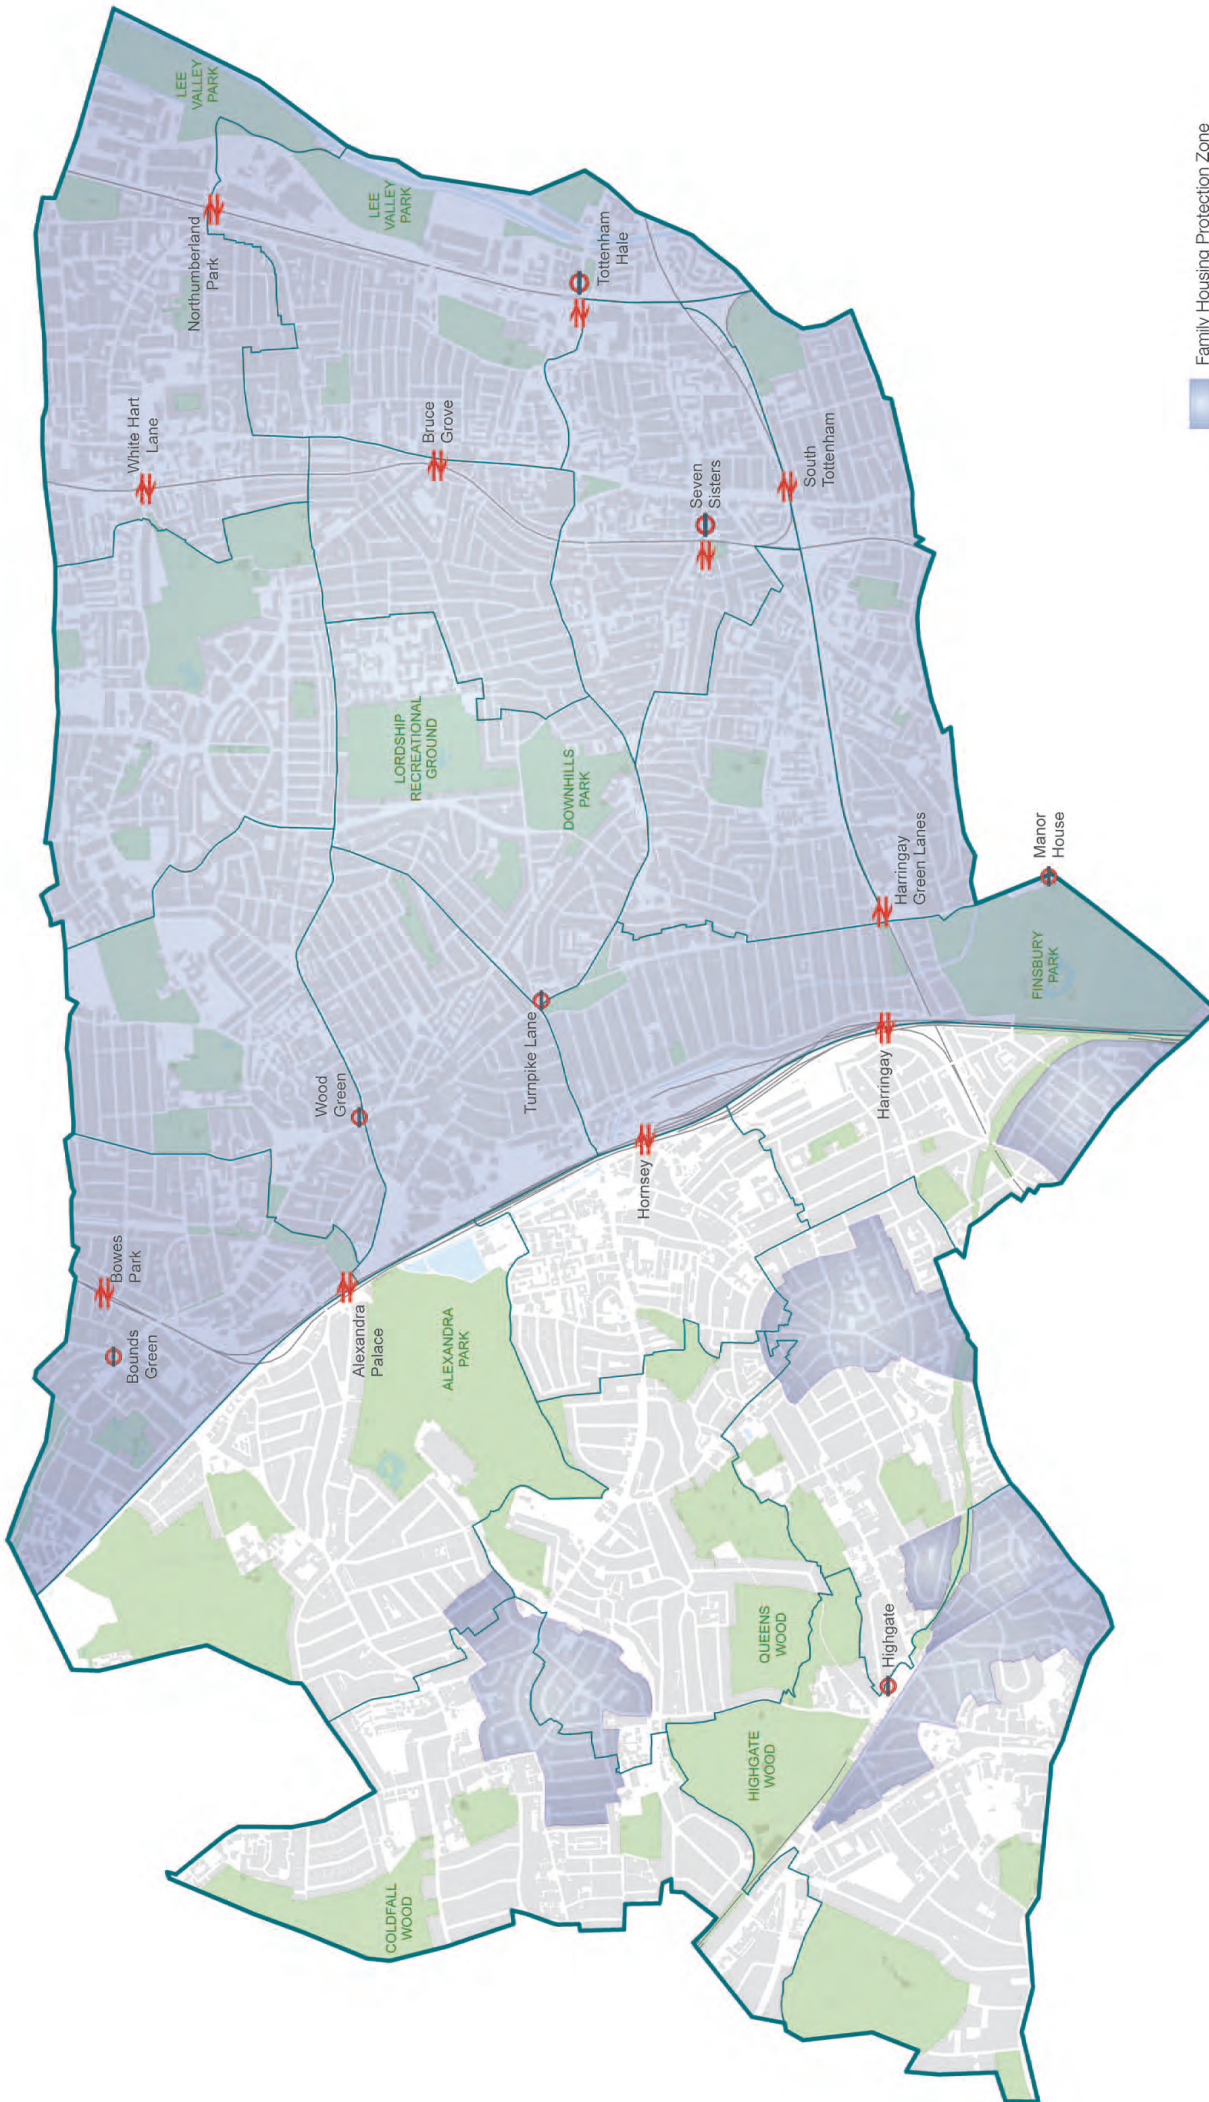 LEE
VALLEY
PARK
Northumberland
Park
LEE
VALLEY
PARK
Tottenham
Hale
White Hart
Lane
Bruce
Grove
Seven
Sisters
South
Tottenham
LORDSHIP
RECREATIONAL
GROUND
DOWNHILLS
PARK
Harringay
Green Lanes
Manor
House
FINSBURY
PARK
Wood
Green
Turnpike Lane
Hornsey
Harringay
Bowes
Park
Bounds
Green
Alexandra
Palace
ALEXANDRA
PARK
QUEENS
WOOD
Highgate
HIGHGATE
WOOD
COLDFALL
WOOD
Family Housing Protection Zone